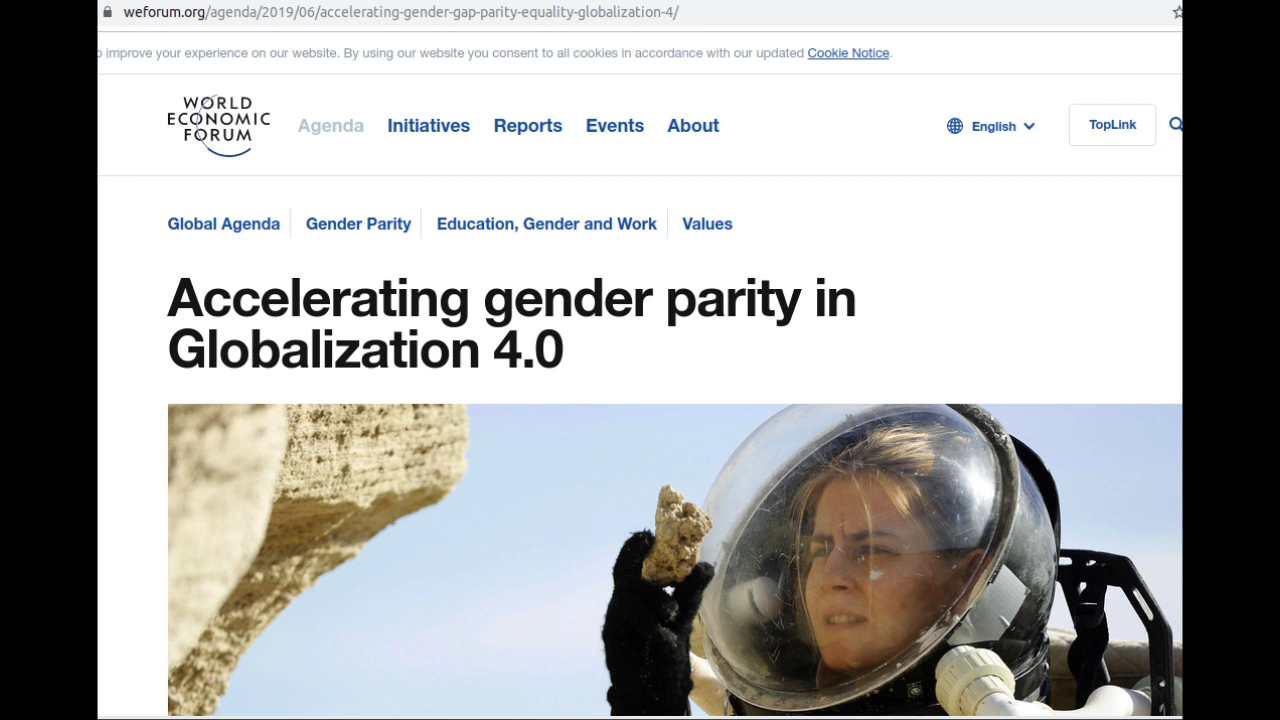 weforum.org/agenda/2019/06/accelerating-gender-gap-parity-equality-globalization-4/
improve your experience on our website. By using our website you consent to all cookies in accordance with our updated Cookie Notice.
WORLD
ECONOMIC
FORUM
Agenda Initiatives Reports Events About
English
TopLink
Global Agenda Gender Parity Education, Gender and Work Values
Accelerating gender parity in
Globalization 4.0